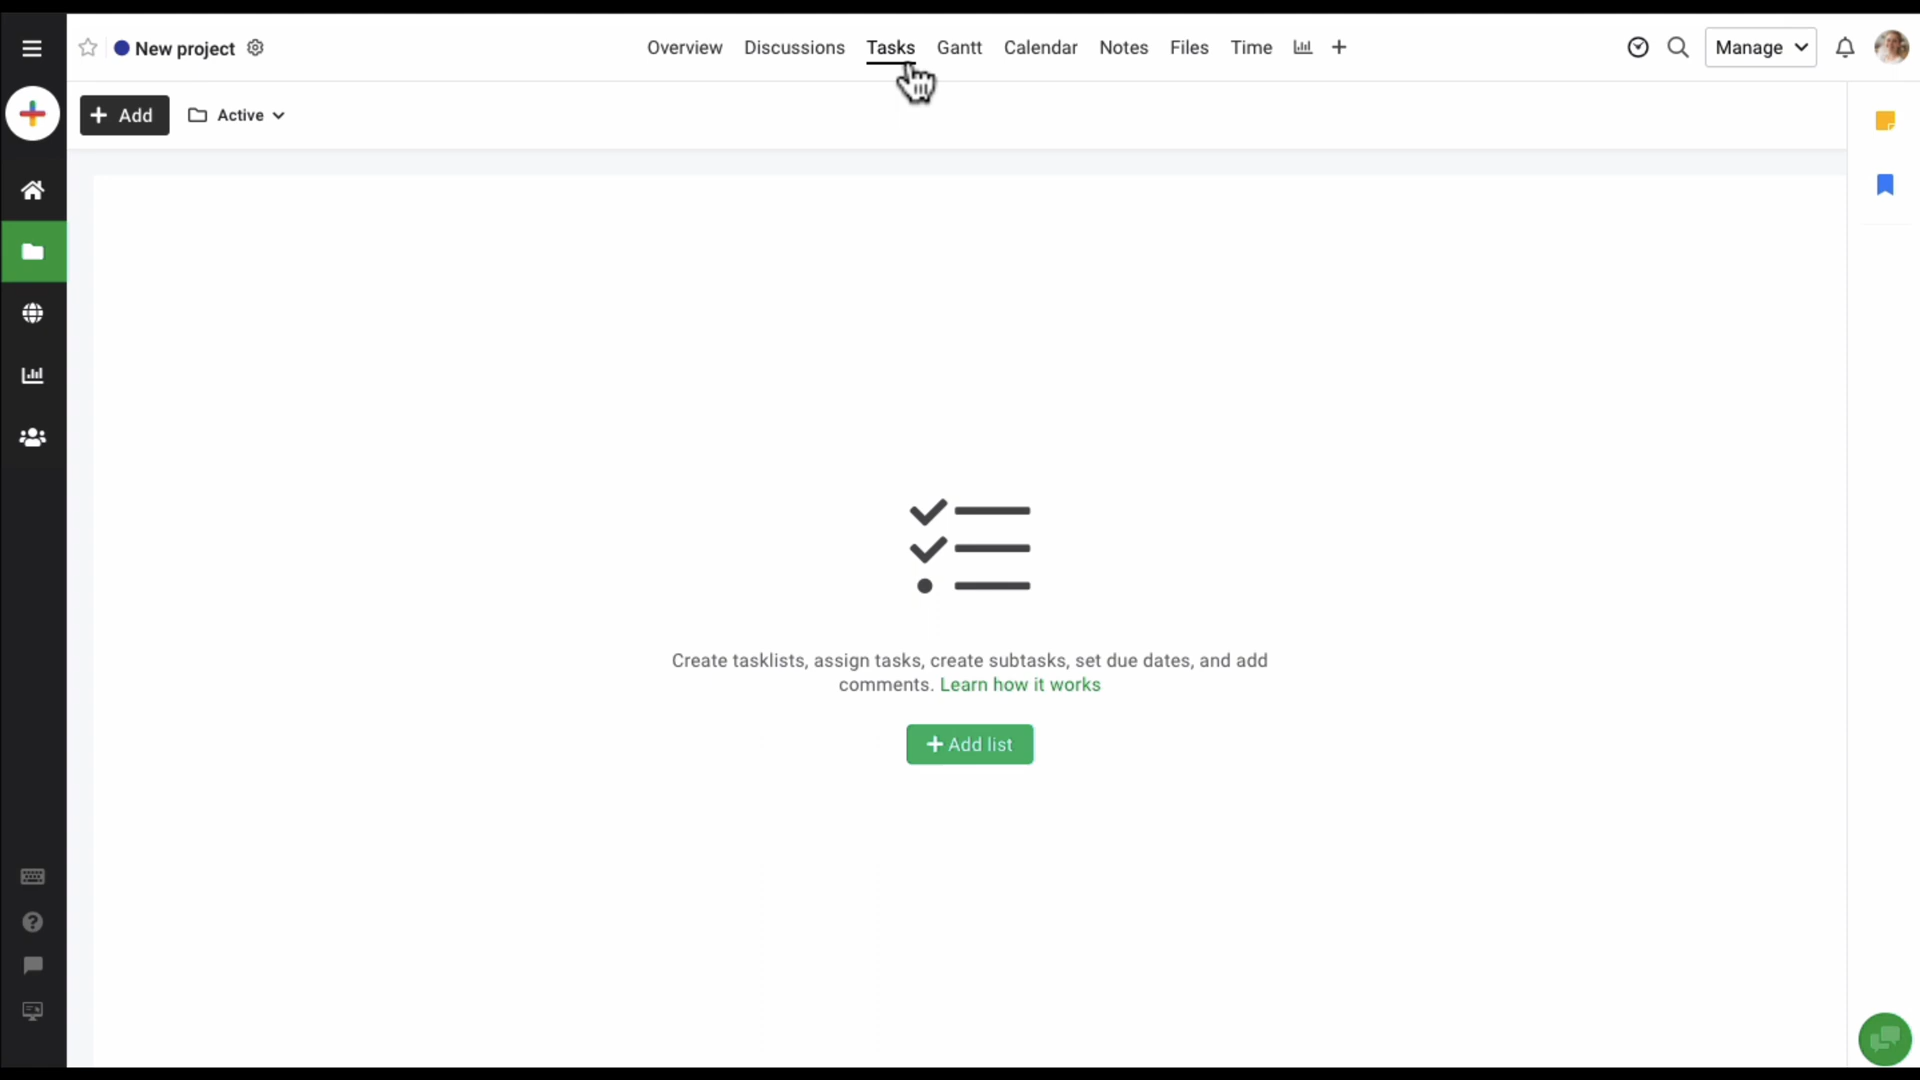 New project
Overview Discussions Tasks Gantt Calendar Notes Files Time
Manage
Add
Active
Create tasklists, assign tasks, create subtasks, set due dates, and add
comments. Learn how it works
Add list